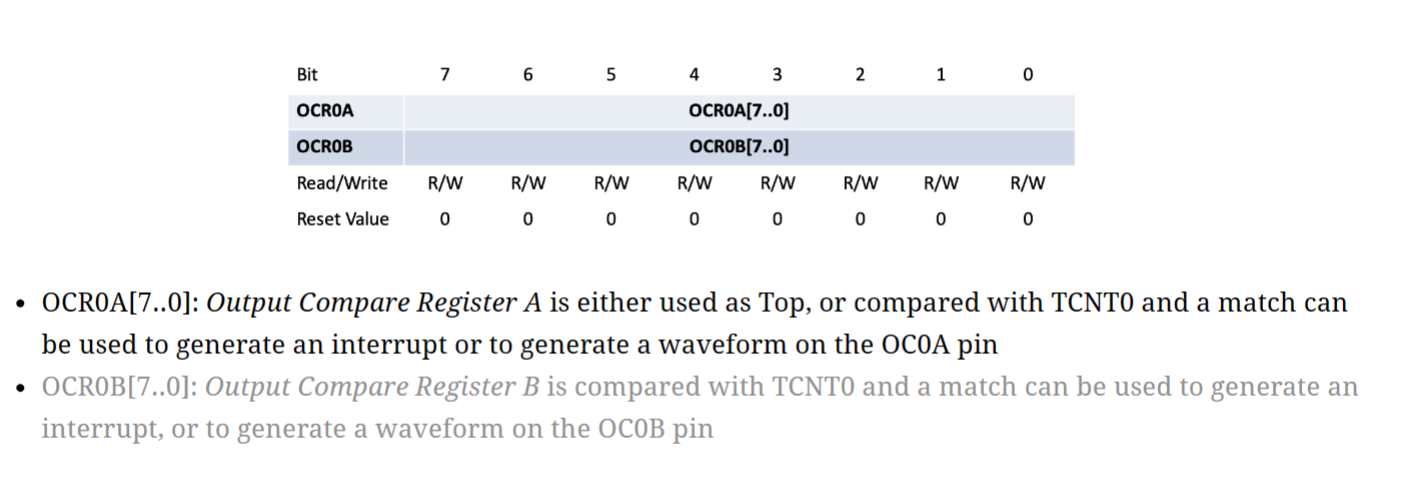 Bit 7 6 5 4 3 2 1 0
OCR0A OCR0A[7..0]
OCR0B OCR0B[7..0]
Read/Write R/W R/W R/W R/W R/W R/W R/W R/W
Reset Value 0 0 0 0 0 0 0 0
• OCR0A[7..0]: Output Compare Register A is either used as Top, or compared with TCNT0 and a match can
be used to generate an interrupt or to generate a waveform on the OC0A pin
• OCR0B[7..0]: Output Compare Register B is compared with TCNT0 and a match can be used to generate an
interrupt, or to generate a waveform on the OC0B pin